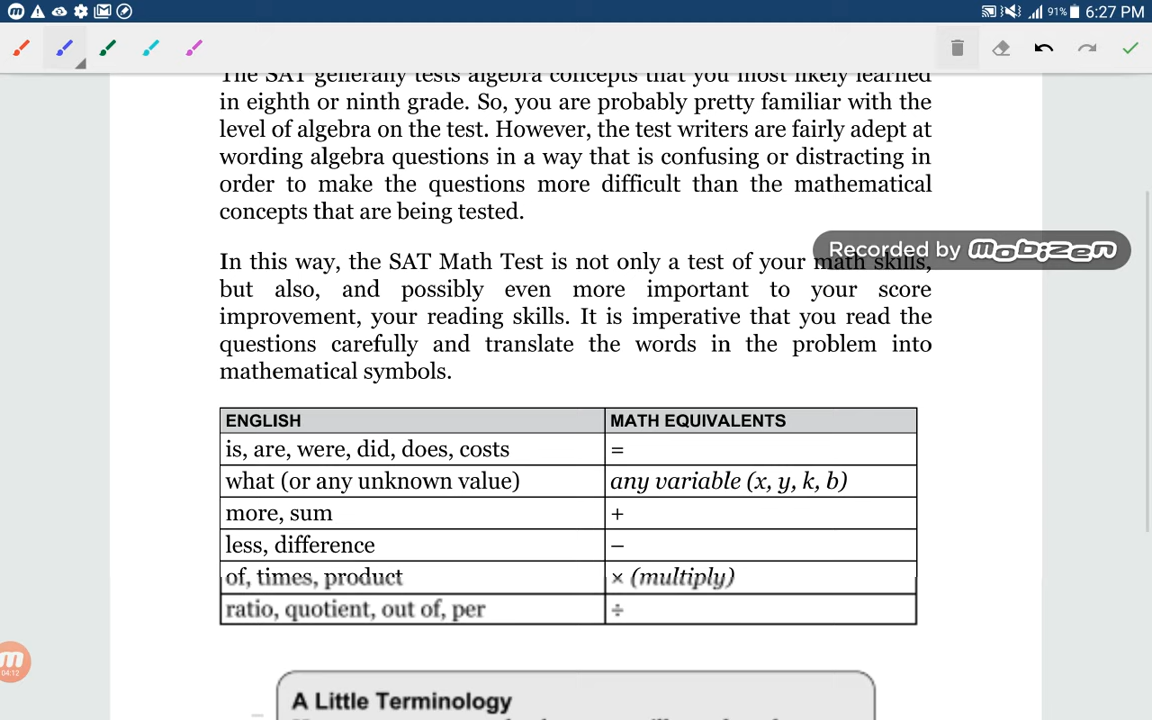 91% 6:27 PM
The SAT generally tests algebra concepts that you most likely learned
in eighth or ninth grade. So, you are probably pretty familiar with the
level of algebra on the test. However, the test writers are fairly adept at
wording algebra questions in a way that is confusing or distracting in
order to make the questions more difficult than the mathematical
concepts that are being tested.
Recorded by mobizen
In this way, the SAT Math Test is not only a test of your math skills,
but also, and possibly even more important to your score
improvement, your reading skills. It is imperative that you read the
questions carefully and translate the words in the problem into
mathematical symbols.
ENGLISH MATH EQUIVALENTS
is, are, were, did, does, costs =
what (or any unknown value) any variable (x, y, k, b)
more, sum +
less, difference –
of, times, product × (multiply)
ratio, quotient, out of, per ÷
04:12
A Little Terminology